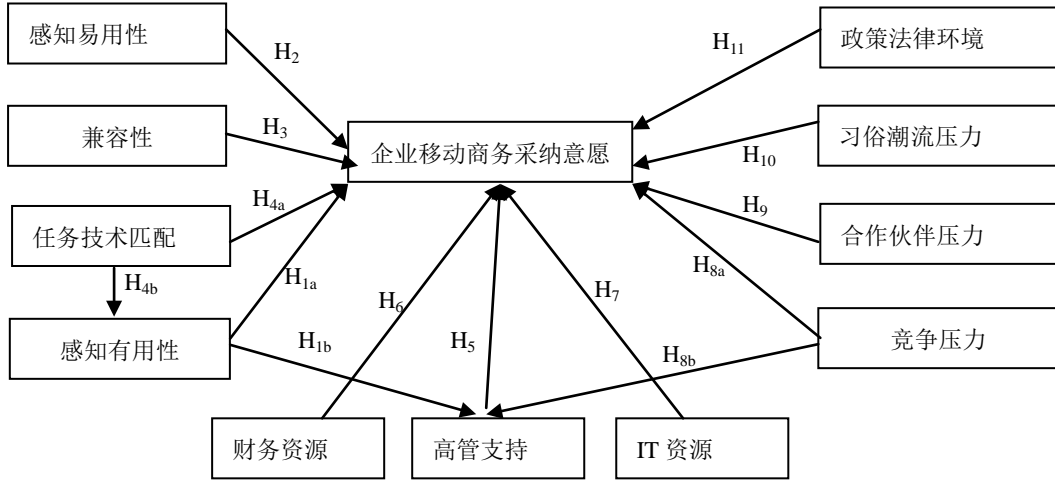 感知易用性
H2
H11
政策法律环境
兼容性
H3
企业移动商务采纳意愿
H10
习俗潮流压力
任务技术匹配
H4a
H9
合作伙伴压力
H4b
H1a
H6
H7
H8a
感知有用性
H1b
H5
H8b
竞争压力
财务资源
高管支持
IT 资源